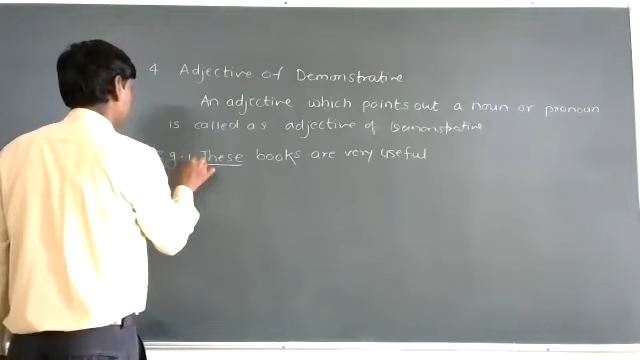 4 Adjective of Demonstrative
An adjective which points out a noun or pronoun
is called as adjective of Demonstrative
e.g. 1. These books are very useful